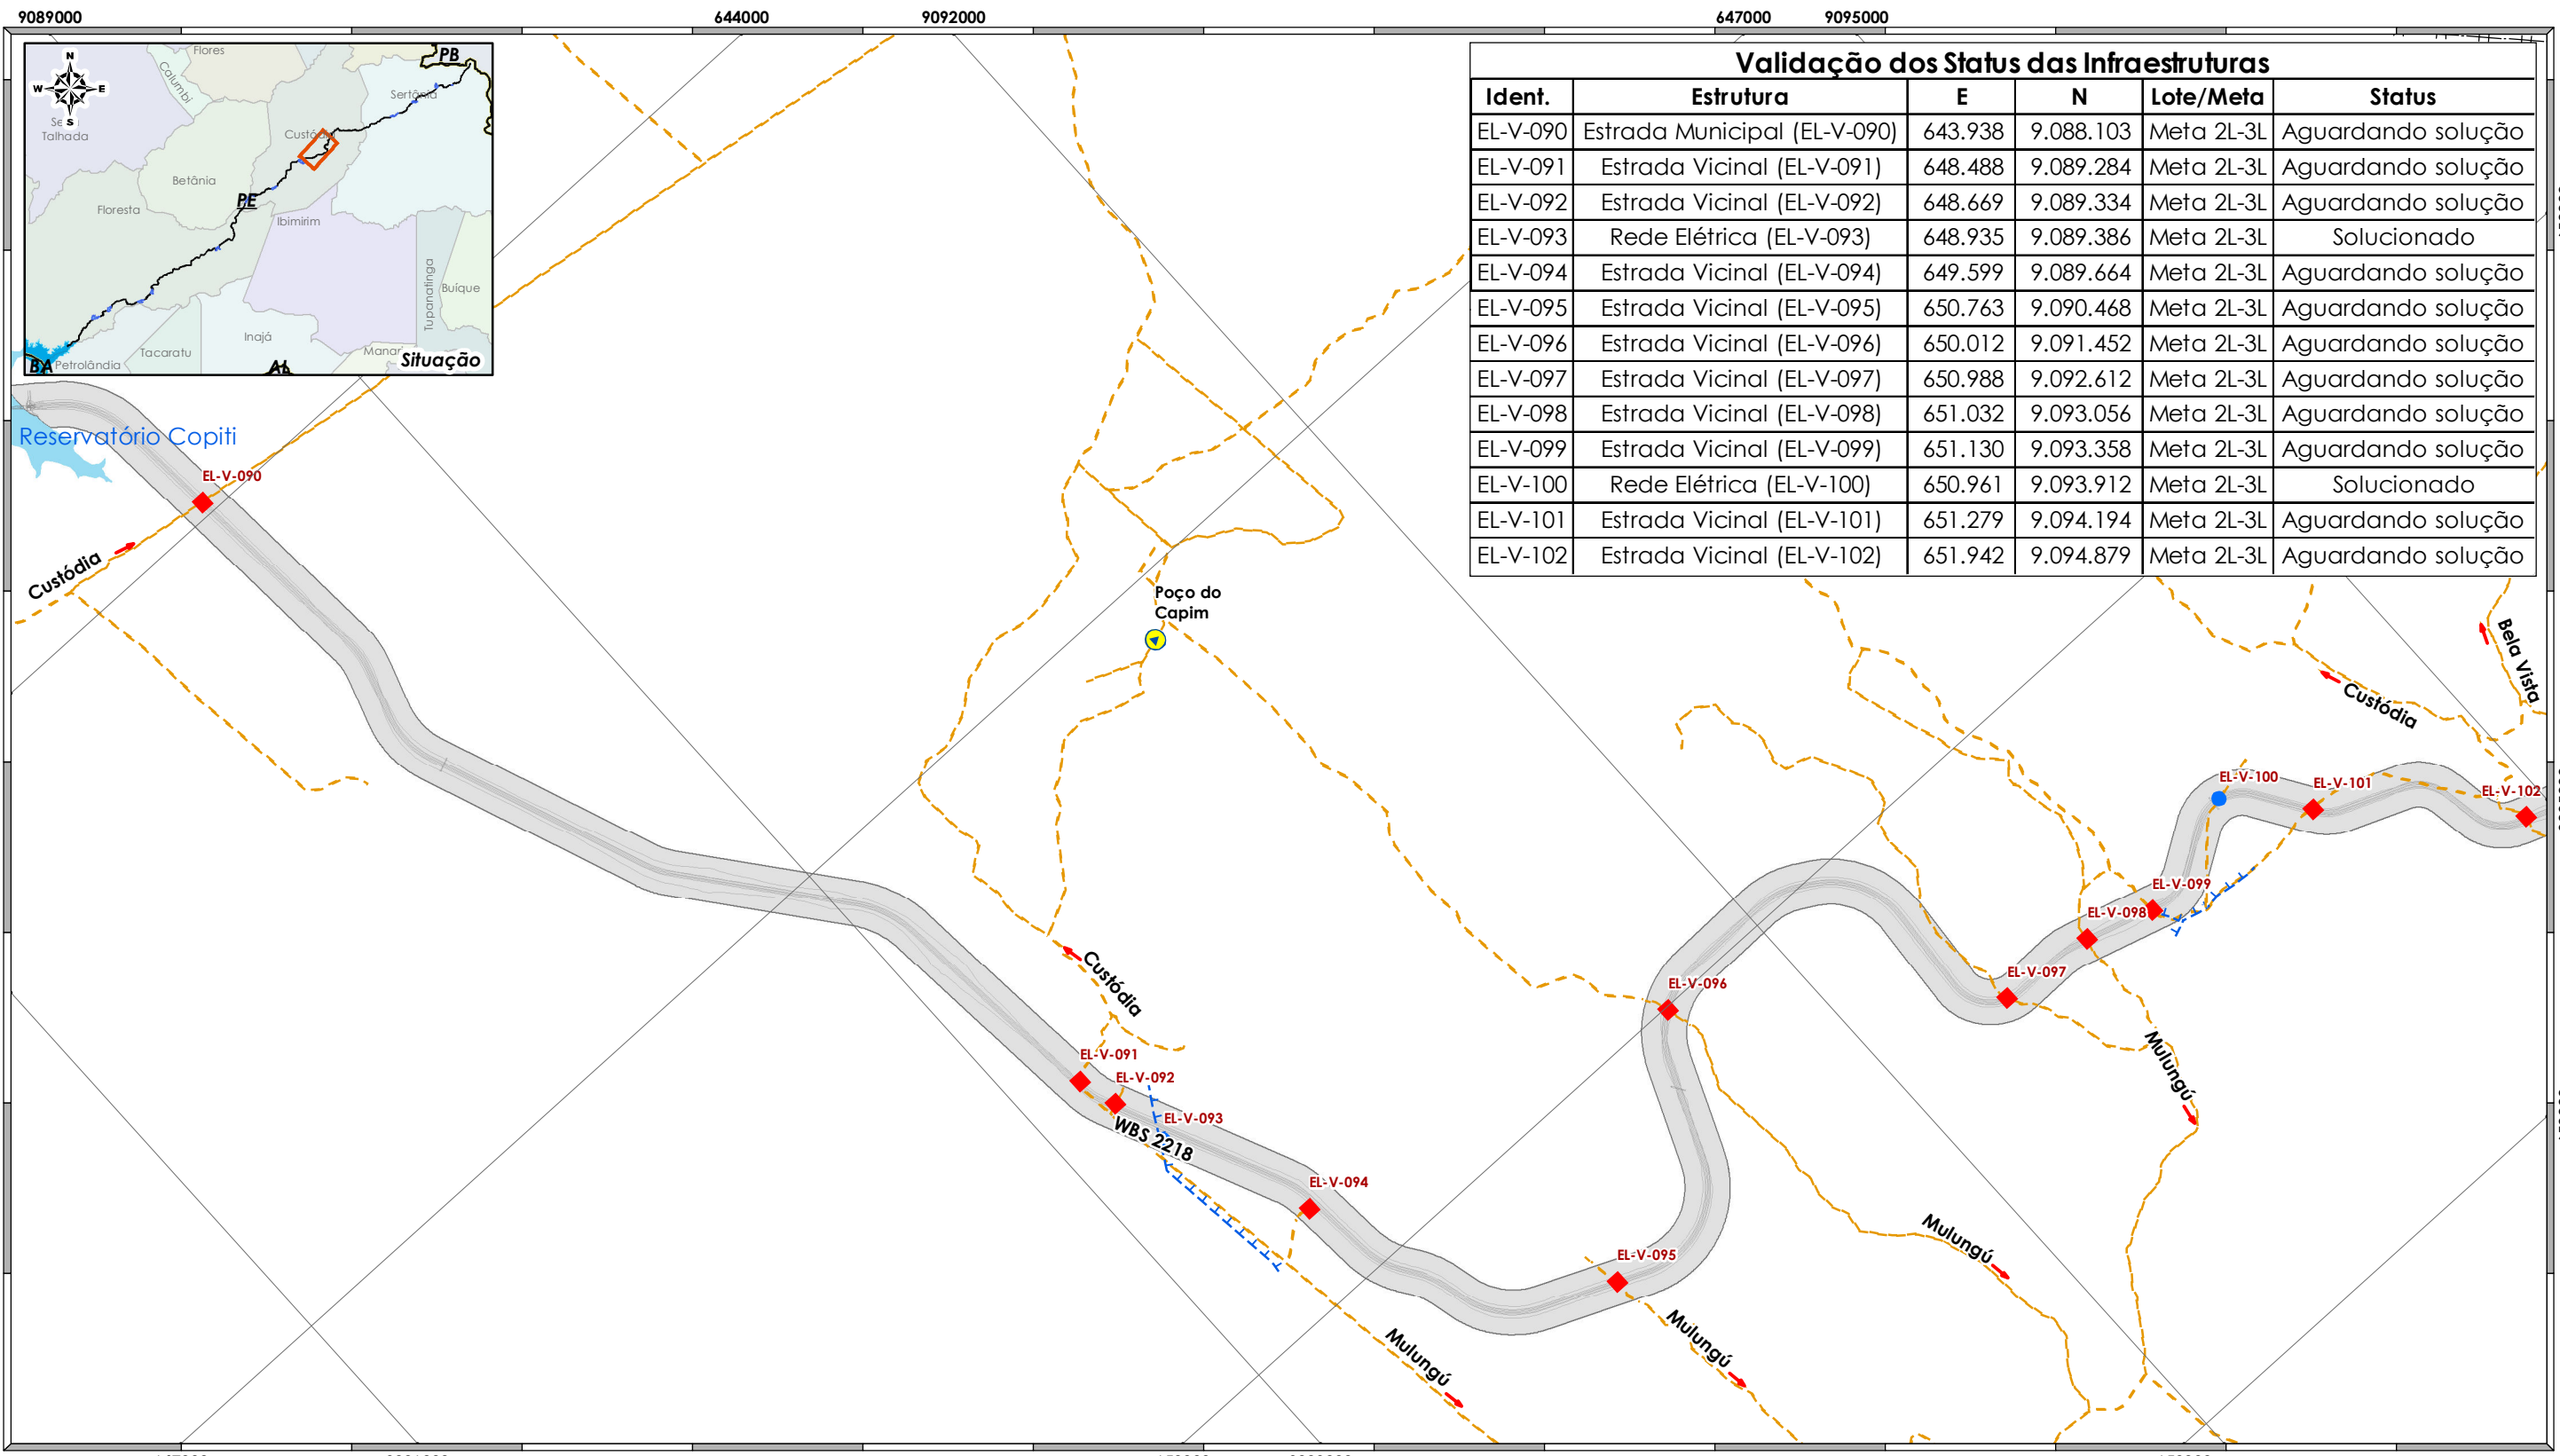 9089000 644000 9092000 647000 9095000
PB
Flores
Calumbi
N
W E
S
Sertânia
Talhada
Custódia
Betânia
PE
Floresta
Ibimirim
Tupanatinga
Buíque
Inajá
Tacaratu
Situação
BA
Petrolândia
AL
Validação dos Status das Infraestruturas
Ident. Estrutura E N Lote/Meta Status
EL-V-090 Estrada Municipal (EL-V-090) 643.938 9.088.103 Meta 2L-3L Aguardando solução
EL-V-091 Estrada Vicinal (EL-V-091) 648.488 9.089.284 Meta 2L-3L Aguardando solução
EL-V-092 Estrada Vicinal (EL-V-092) 648.669 9.089.334 Meta 2L-3L Aguardando solução
EL-V-093 Rede Elétrica (EL-V-093) 648.935 9.089.386 Meta 2L-3L Solucionado
EL-V-094 Estrada Vicinal (EL-V-094) 649.599 9.089.664 Meta 2L-3L Aguardando solução
EL-V-095 Estrada Vicinal (EL-V-095) 650.763 9.090.468 Meta 2L-3L Aguardando solução
EL-V-096 Estrada Vicinal (EL-V-096) 650.012 9.091.452 Meta 2L-3L Aguardando solução
EL-V-097 Estrada Vicinal (EL-V-097) 650.988 9.092.612 Meta 2L-3L Aguardando solução
EL-V-098 Estrada Vicinal (EL-V-098) 651.032 9.093.056 Meta 2L-3L Aguardando solução
EL-V-099 Estrada Vicinal (EL-V-099) 651.130 9.093.358 Meta 2L-3L Aguardando solução
EL-V-100 Rede Elétrica (EL-V-100) 650.961 9.093.912 Meta 2L-3L Solucionado
EL-V-101 Estrada Vicinal (EL-V-101) 651.279 9.094.194 Meta 2L-3L Aguardando solução
EL-V-102 Estrada Vicinal (EL-V-102) 651.942 9.094.879 Meta 2L-3L Aguardando solução
Reservatório Copiti
EL-V-090
Custódia
Poço do
Capim
Bela Vista
Custódia
EL-V-100
EL-V-101
EL-V-102
EL-V-099
EL-V-098
EL-V-097
EL-V-096
Custódia
EL-V-091
EL-V-092
EL-V-093
WBS 2218
Mulungú
EL-V-094
Mulungú
EL-V-095
Mulungú
Mulungú